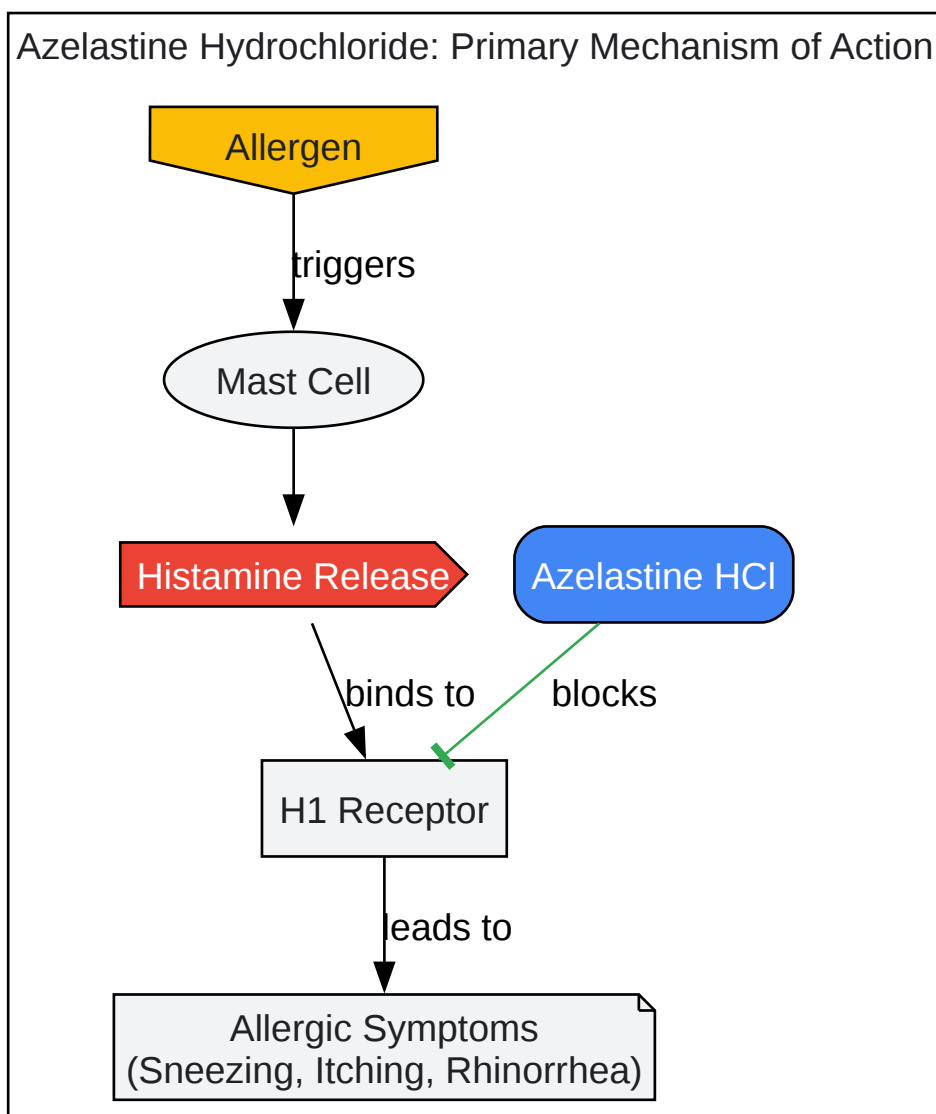 Azelastine Hydrochloride: Primary Mechanism of Action
Allergen
triggers
Mast Cell
Histamine Release
Azelastine HCl
binds to
blocks
H1 Receptor
leads to
Allergic Symptoms
(Sneezing, Itching, Rhinorrhea)